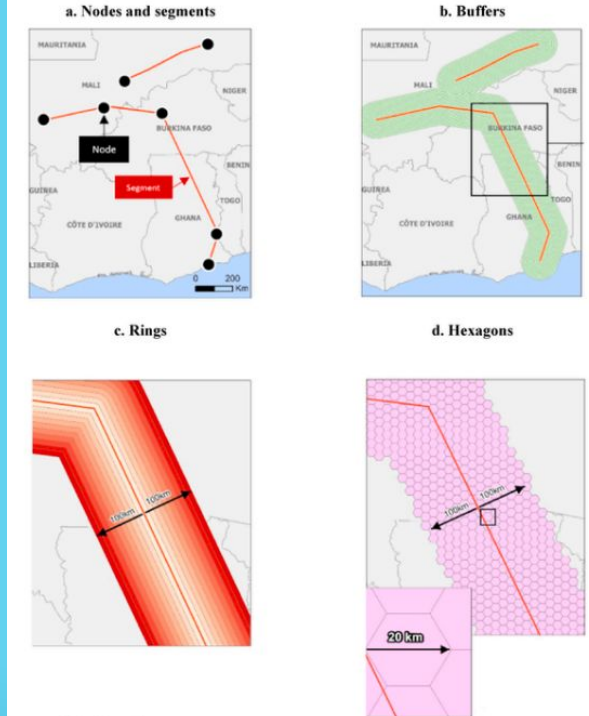 a. Nodes and segments
MAURITANIA
MALI
NIGER
BURKINA FASO
Node
BENIN
Segment
GUINEA
TOGO
CÔTE D'IVOIRE
GHANA
LIBERIA
0 200
Km
b. Buffers
MAURITANIA
MALI
NIGER
BURKINA FASO
BENIN
GUINEA
TOGO
CÔTE D'IVOIRE
GHANA
LIBERIA
c. Rings
100km
100km
d. Hexagons
100km
100km
20 km